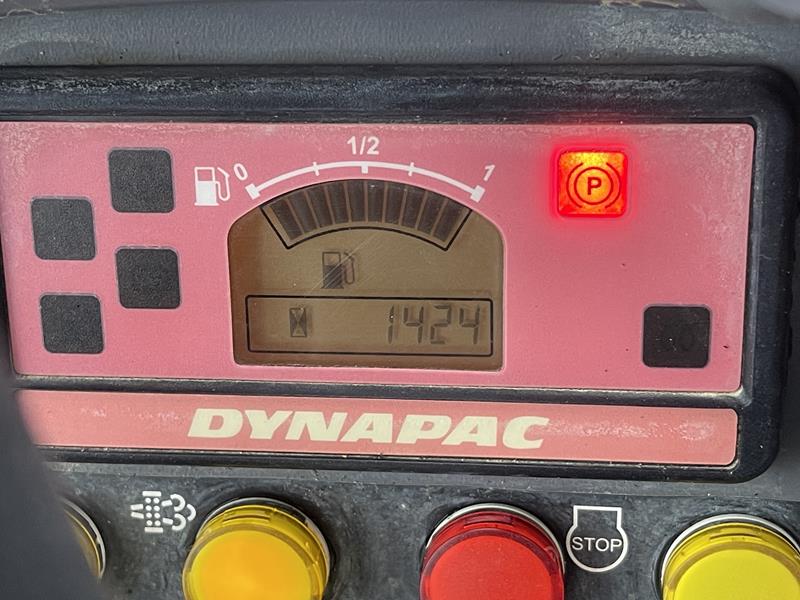 0 1/2 1
P
1424
DYNAPAC
STOP